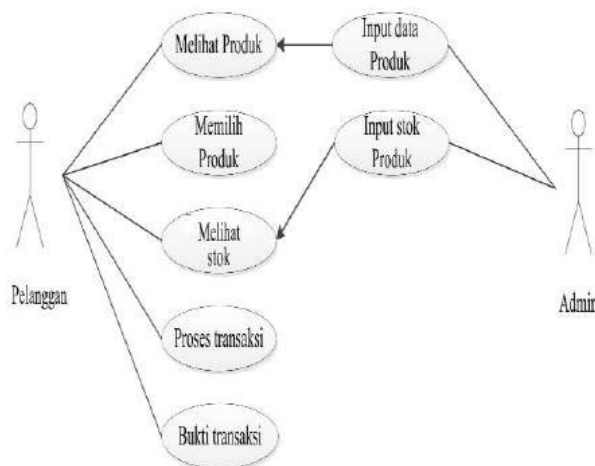 Melihat Produk
Input data
Produk
Memilih
Produk
Input stok
Produk
Melihat
stok
Pelanggan
Admin
Proses transaksi
Bukti transaksi